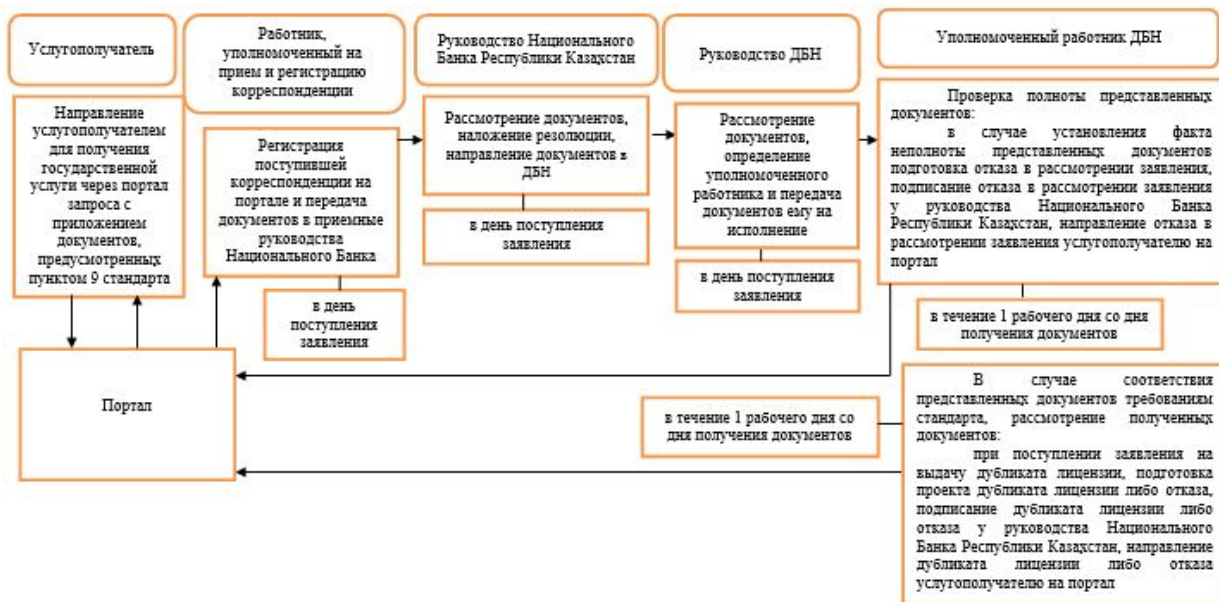 Услугополучатель
Работник,
уполномоченный на
прием и регистрацию
корреспонденции
Руководство Национального
Банка Республики Казахстан
Руководство ДБН
Уполномоченный работник ДБН
Направление
услугополучателем
для получения
государственной
услуги через портал
запроса с
приложением
документов,
предусмотренных
пунктом 9 стандарта
Регистрация
поступившей
корреспонденции на
портале и передача
документов в приемные
руководства
Национального Банка
Рассмотрение документов,
наложение резолюции,
направление документов в
ДБН
Рассмотрение
документов,
определение
уполномоченного
работника и передача
документов ему на
исполнение
Проверка полноты представленных
документов:
в случае установления факта
неполноты представленных документов
подготовка отказа в рассмотрении заявления,
подписание отказа в рассмотрении заявления
у руководства Национального Банка
Республики Казахстан, направление отказа в
рассмотрении заявления услугополучателю на
портал
в день
поступления
заявления
в день поступления
заявления
в день поступления
заявления
в течение 1 рабочего дня со дня
получения документов
Портал
в течение 1 рабочего дня со
дня получения документов
В случае соответствия
представленных документов требованиям
стандарта, рассмотрение полученных
документов:
при поступлении заявления на
выдачу дубликата лицензии, подготовка
проекта дубликата лицензии либо отказа,
подписание дубликата лицензии либо
отказа у руководства Национального
Банка Республики Казахстан, направление
дубликата лицензии либо отказа
услугополучателю на портал